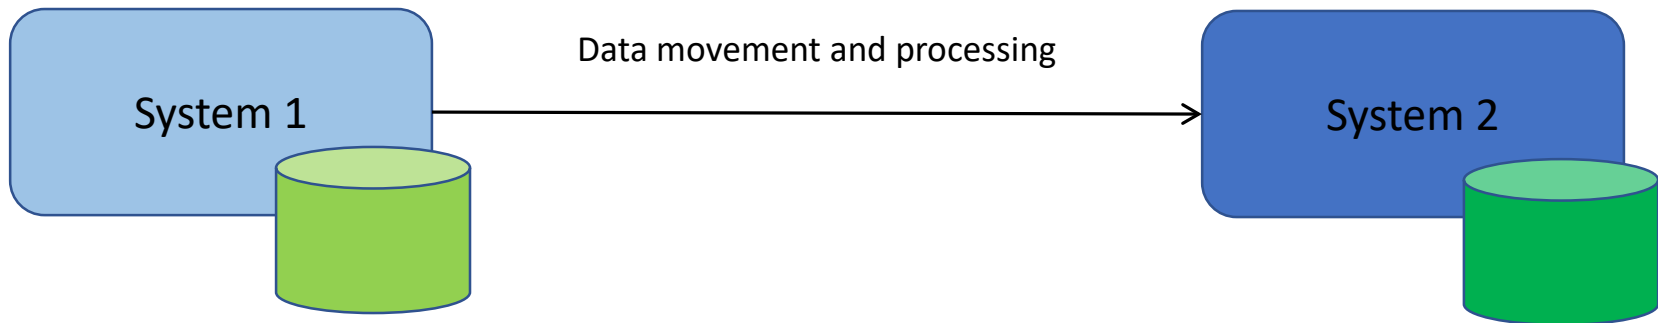 Data movement and processing
System 1
System 2